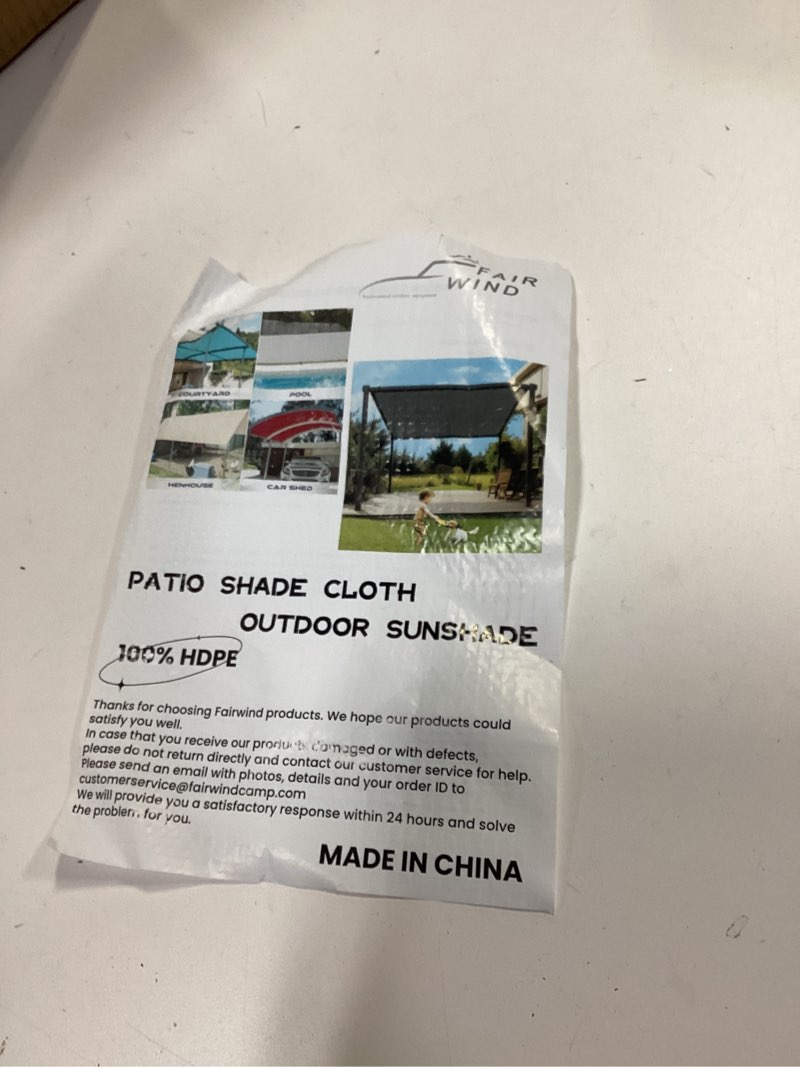 FAIR
WIND
COURTYARD
POOL
HENHOUSE
CAR SHED
PATIO SHADE CLOTH
OUTDOOR SUNSHADE
100% HDPE
Thanks for choosing Fairwind products. We hope our products could
satisfy you well.
In case that you receive our products damaged or with defects,
please do not return directly and contact our customer service for help.
Please send an email with photos, details and your order ID to
customerservice@fairwindcamp.com
We will provide you a satisfactory response within 24 hours and solve
the problem for you.
MADE IN CHINA